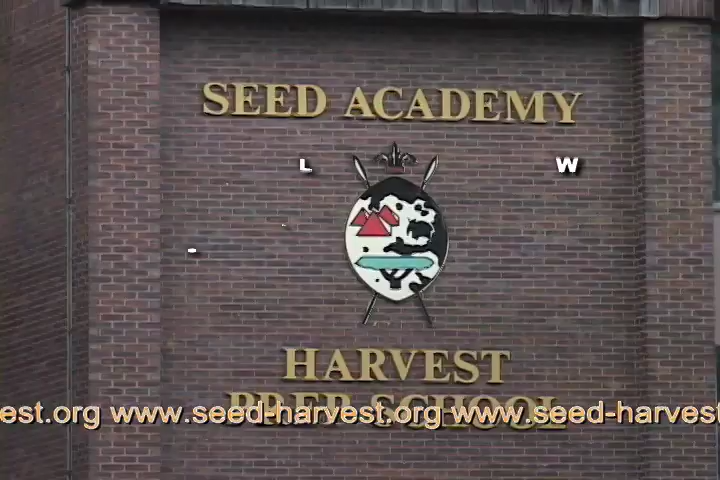 SEED ACADEMY
L W
-
HARVEST
PREP SCHOOL
est.org www.seed-harvest.org www.seed-harvest